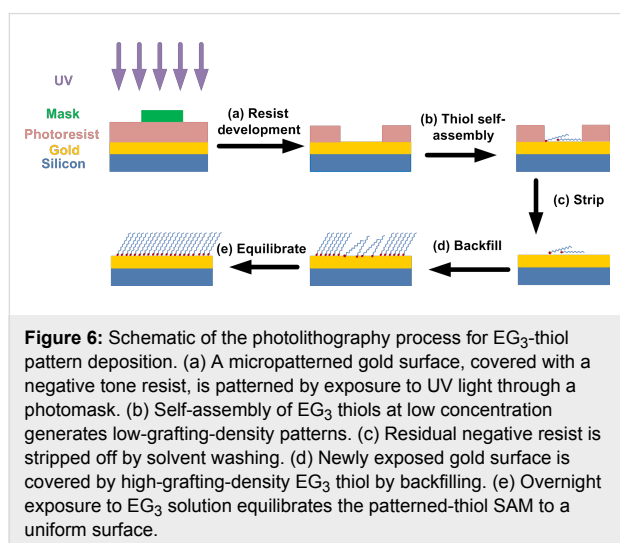 UV
Mask
Photoresist
Gold
Silicon
(a) Resist
development
(b) Thiol self-
assembly
(c) Strip
(d) Backfill
(e) Equilibrate
Figure 6: Schematic of the photolithography process for EG₃-thiol
pattern deposition. (a) A micropatterned gold surface, covered with a
negative tone resist, is patterned by exposure to UV light through a
photomask. (b) Self-assembly of EG₃ thiols at low concentration
generates low-grafting-density patterns. (c) Residual negative resist is
stripped off by solvent washing. (d) Newly exposed gold surface is
covered by high-grafting-density EG₃ thiol by backfilling. (e) Overnight
exposure to EG₃ solution equilibrates the patterned-thiol SAM to a
uniform surface.